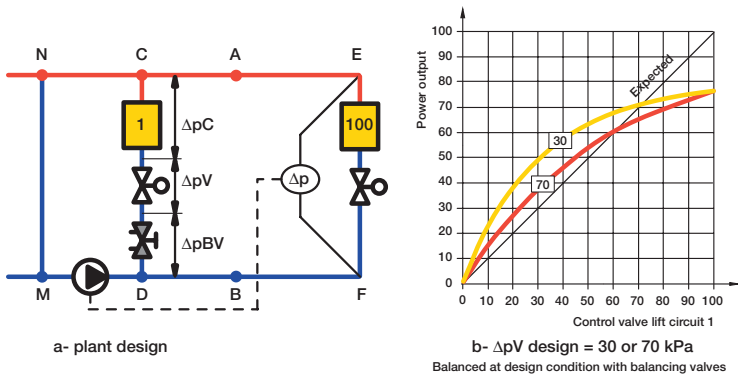 N
C
A
E
1
ΔpC
100
ΔpV
Δp
ΔpBV
M
D
B
F
a- plant design
Power output
100
90
80
70
60
50
40
30
20
10
0
Expected
30
70
0 10 20 30 40 50 60 70 80 90 100
Control valve lift circuit 1
b- ΔpV design = 30 or 70 kPa
Balanced at design condition with balancing valves